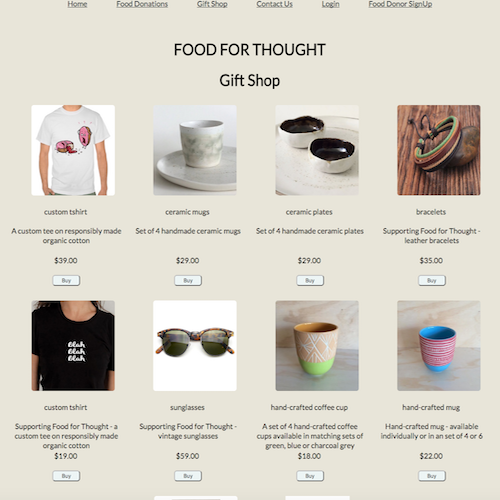 Home Food Donations Gift Shop Contact Us Login Food Donor SignUp
FOOD FOR THOUGHT
Gift Shop
custom tshirt
A custom tee on responsibly made
organic cotton
$39.00
Buy
ceramic mugs
Set of 4 handmade ceramic mugs
$29.00
Buy
ceramic plates
Set of 4 handmade ceramic plates
$29.00
Buy
bracelets
Supporting Food for Thought -
leather bracelets
$35.00
Buy
Blah
Blah
Blah
custom tshirt
Supporting Food for Thought - a
custom tee on responsibly made
organic cotton
$19.00
Buy
sunglasses
Supporting Food for Thought -
vintage sunglasses
$59.00
Buy
hand-crafted coffee cup
A set of 4 hand-crafted coffee
cups available in matching sets of
green, blue or charcoal grey
$18.00
Buy
hand-crafted mug
Hand-crafted mug - available
individually or in an set of 4 or 6
$22.00
Buy